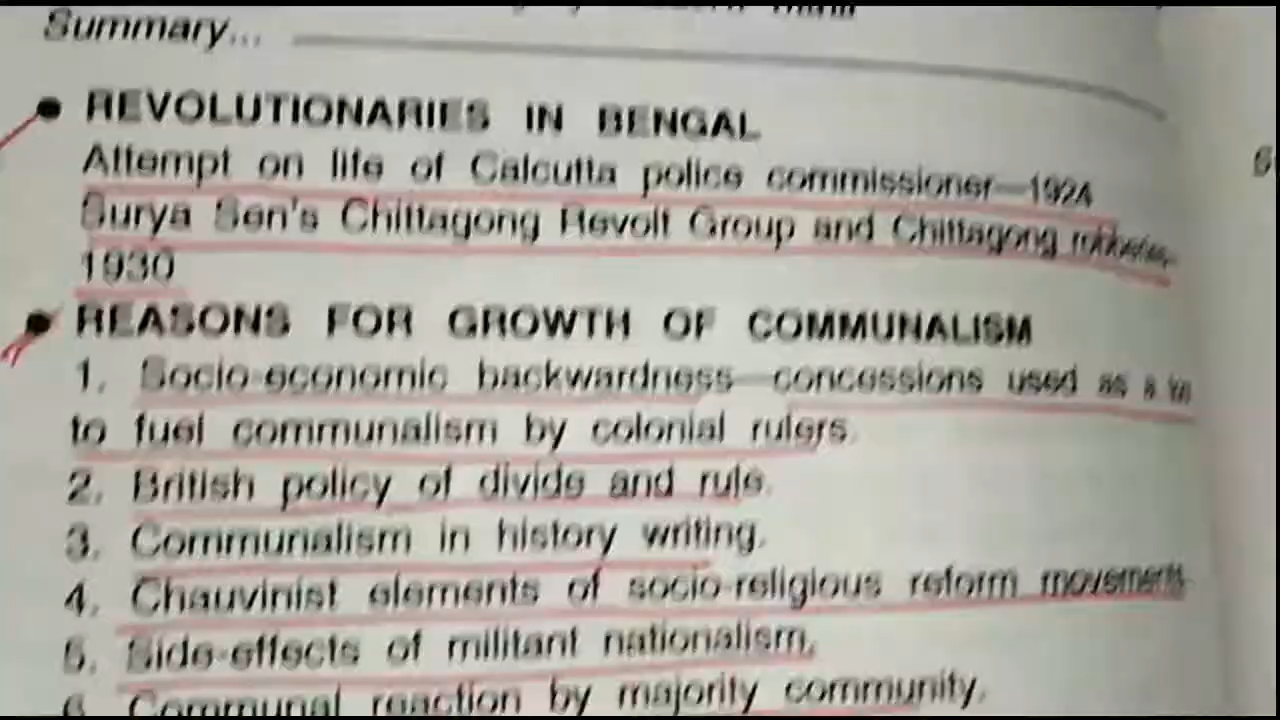 Summary...
• REVOLUTIONARIES IN BENGAL
Attempt on life of Calcutta police commissioner—1924
Surya Sen's Chittagong Revolt Group and Chittagong
1930
• REASONS FOR GROWTH OF COMMUNALISM
1. Socio-economic backwardness—concessions used as a
to fuel communalism by colonial rulers.
2. British policy of divide and rule.
3. Communalism in history writing.
4. Chauvinist elements of socio-religious reform movements
5. Side-effects of militant nationalism.
6. Communal reaction by majority community.